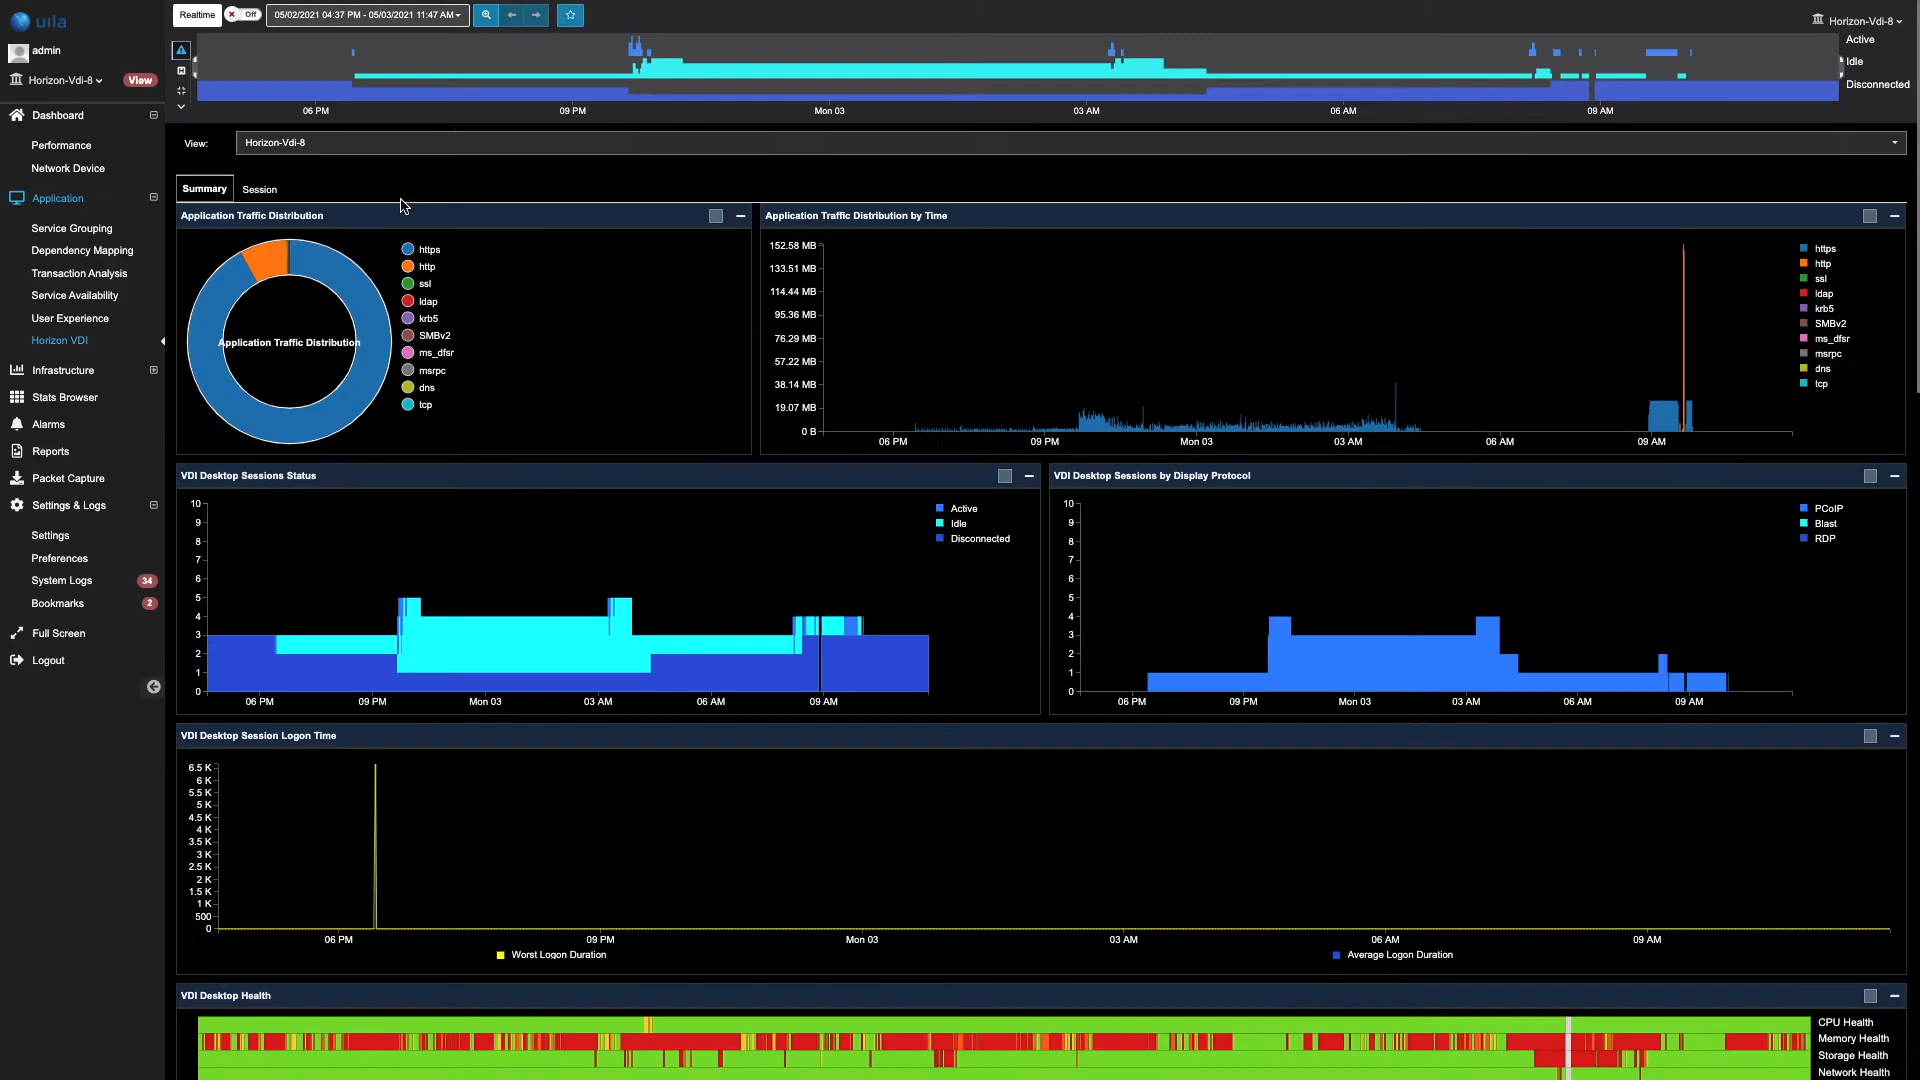 uila
admin
Horizon-Vdi-8
View
Dashboard
Performance
Network Device
Application
Service Grouping
Dependency Mapping
Transaction Analysis
Service Availability
User Experience
Horizon VDI
Infrastructure
Stats Browser
Alarms
Reports
Packet Capture
Settings & Logs
Settings
Preferences
System Logs 34
Bookmarks 2
Full Screen
Logout
Realtime Off 05/02/2021 04:37 PM - 05/03/2021 11:47 AM
Horizon-Vdi-8
Active
Idle
Disconnected
06 PM 09 PM Mon 03 03 AM 06 AM 09 AM
View: Horizon-Vdi-8
Summary Session
Application Traffic Distribution
Application Traffic Distribution
https
http
ssl
ldap
krb5
SMBv2
ms_dfsr
msrpc
dns
tcp
Application Traffic Distribution by Time
152.58 MB
133.51 MB
114.44 MB
95.36 MB
76.29 MB
57.22 MB
38.14 MB
19.07 MB
0 B
06 PM 09 PM Mon 03 03 AM 06 AM 09 AM
https
http
ssl
ldap
krb5
SMBv2
ms_dfsr
msrpc
dns
tcp
VDI Desktop Sessions Status
10
9
8
7
6
5
4
3
2
1
0
06 PM 09 PM Mon 03 03 AM 06 AM 09 AM
Active
Idle
Disconnected
VDI Desktop Sessions by Display Protocol
10
9
8
7
6
5
4
3
2
1
0
06 PM 09 PM Mon 03 03 AM 06 AM 09 AM
PCoIP
Blast
RDP
VDI Desktop Session Logon Time
6.5 K
6 K
5.5 K
5 K
4.5 K
4 K
3.5 K
3 K
2.5 K
2 K
1.5 K
1 K
500
0
06 PM 09 PM Mon 03 03 AM 06 AM 09 AM
Worst Logon Duration Average Logon Duration
VDI Desktop Health
CPU Health
Memory Health
Storage Health
Network Health